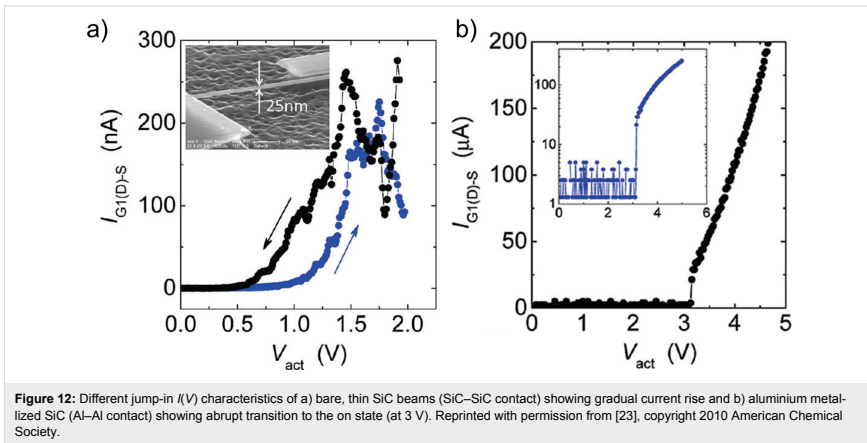 a)
b)
300
250
200
150
100
50
0
I_G1(D)-S (nA)
25nm
0.0 0.5 1.0 1.5 2.0
V_act (V)
200
150
100
50
0
I_G1(D)-S (μA)
100
10
1
0 2 4 6
0 1 2 3 4 5
V_act (V)
Figure 12: Different jump-in I(V) characteristics of a) bare, thin SiC beams (SiC–SiC contact) showing gradual current rise and b) aluminium metal-
lized SiC (Al–Al contact) showing abrupt transition to the on state (at 3 V). Reprinted with permission from [23], copyright 2010 American Chemical
Society.